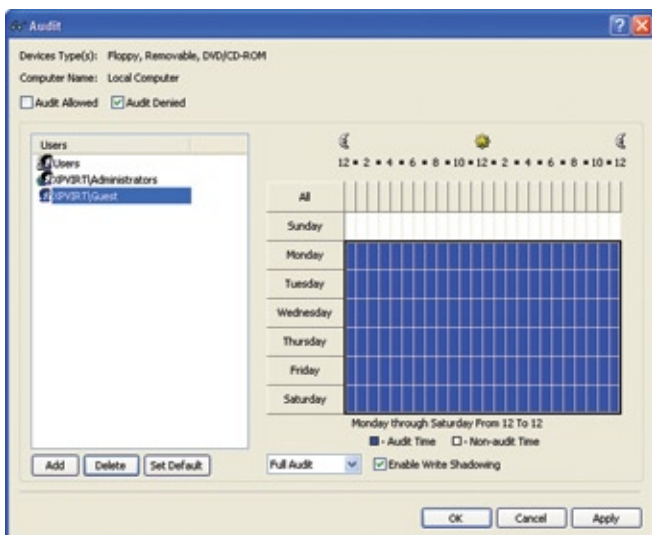 Audit
Devices Type(s): Floppy, Removable, DVD/CD-ROM
Computer Name: Local Computer
Audit Allowed Audit Denied
Users
Users
XPVIRT\Administrators
XPVIRT\Guest
12 • 2 • 4 • 6 • 8 • 10 • 12 • 2 • 4 • 6 • 8 • 10 • 12
All
Sunday
Monday
Tuesday
Wednesday
Thursday
Friday
Saturday
Monday through Saturday From 12 To 12
- Audit Time - Non-audit Time
Add Delete Set Default Full Audit Enable Write Shadowing
OK Cancel Apply